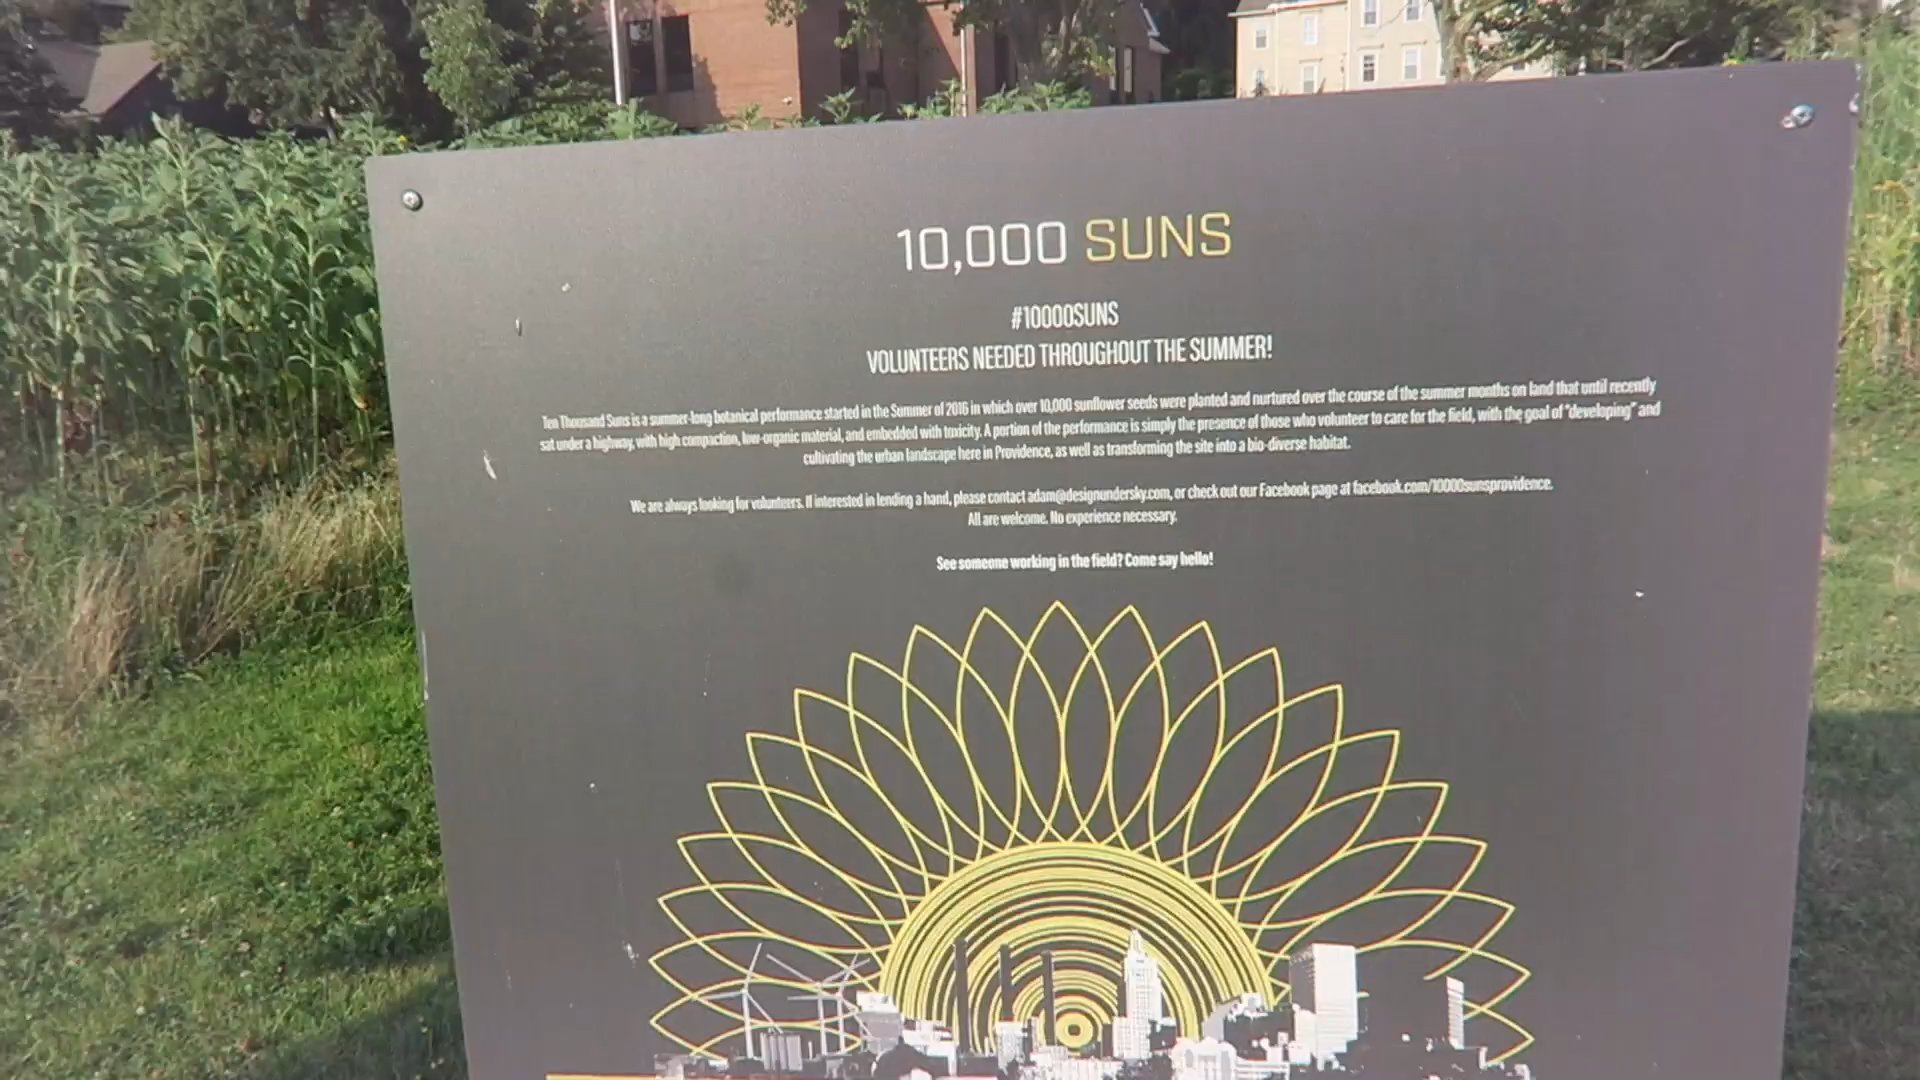 10,000 SUNS
#10000SUNS
VOLUNTEERS NEEDED THROUGHOUT THE SUMMER!
Ten Thousand Suns is a summer-long botanical performance started in the Summer of 2016 in which over 10,000 sunflower seeds were planted and nurtured over the course of the summer months on land that until recently
sat under a highway, with high compaction, low-organic material, and embedded with toxicity. A portion of the performance is simply the presence of those who volunteer to care for the field, with the goal of "developing" and
cultivating the urban landscape here in Providence, as well as transforming the site into a bio-diverse habitat.
We are always looking for volunteers. If interested in lending a hand, please contact adam@designundersky.com, or check out our Facebook page at facebook.com/10000sunsprovidence.
All are welcome. No experience necessary.
See someone working in the field? Come say hello!